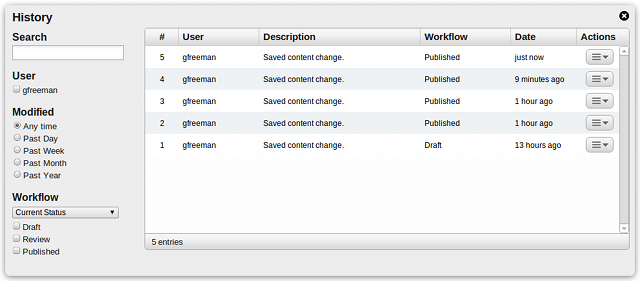 History
Search
User
gfreeman
Modified
Any time
Past Day
Past Week
Past Month
Past Year
Workflow
Current Status
Draft
Review
Published
# User Description Workflow Date Actions
5 gfreeman Saved content change. Published just now
4 gfreeman Saved content change. Published 9 minutes ago
3 gfreeman Saved content change. Published 1 hour ago
2 gfreeman Saved content change. Published 1 hour ago
1 gfreeman Saved content change. Draft 13 hours ago
5 entries